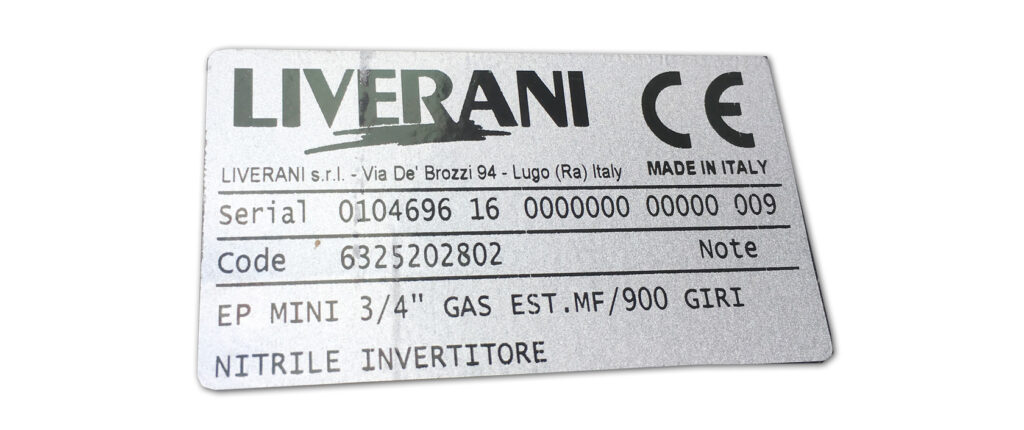 LIVERANI CE
LIVERANI s.r.l. - Via De' Brozzi 94 - Lugo (Ra) Italy MADE IN ITALY
Serial 0104696 16 0000000 00000 009
Code 6325202802 Note
EP MINI 3/4" GAS EST.MF/900 GIRI
NITRILE INVERTITORE